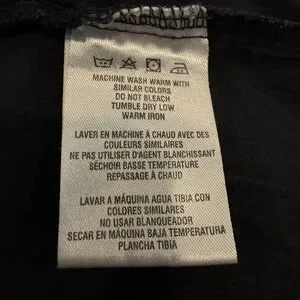 MACHINE WASH WARM WITH
SIMILAR COLORS
DO NOT BLEACH
TUMBLE DRY LOW
WARM IRON
LAVER EN MACHINE À CHAUD AVEC DES
COULEURS SIMILAIRES
NE PAS UTILISER D'AGENT BLANCHISSANT
SÉCHOIR BASSE TEMPÉRATURE
REPASSAGE À CHAUD
LAVAR A MÁQUINA AGUA TIBIA CON
COLORES SIMILARES
NO USAR BLANQUEADOR
SECAR EN MÁQUINA BAJA TEMPERATURA
PLANCHA TIBIA